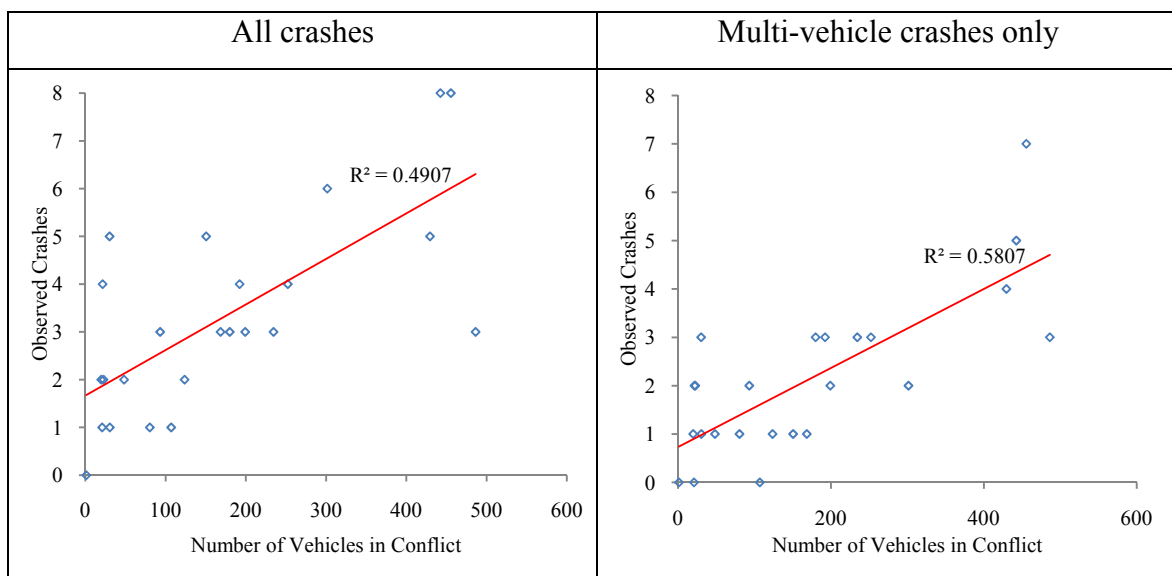 All crashes
Multi-vehicle crashes only
8
7
6
5
4
3
2
1
0
Observed Crashes
R² = 0.4907
0 100 200 300 400 500 600
Number of Vehicles in Conflict
8
7
6
5
4
3
2
1
0
Observed Crashes
R² = 0.5807
0 200 400 600
Number of Vehicles in Conflict